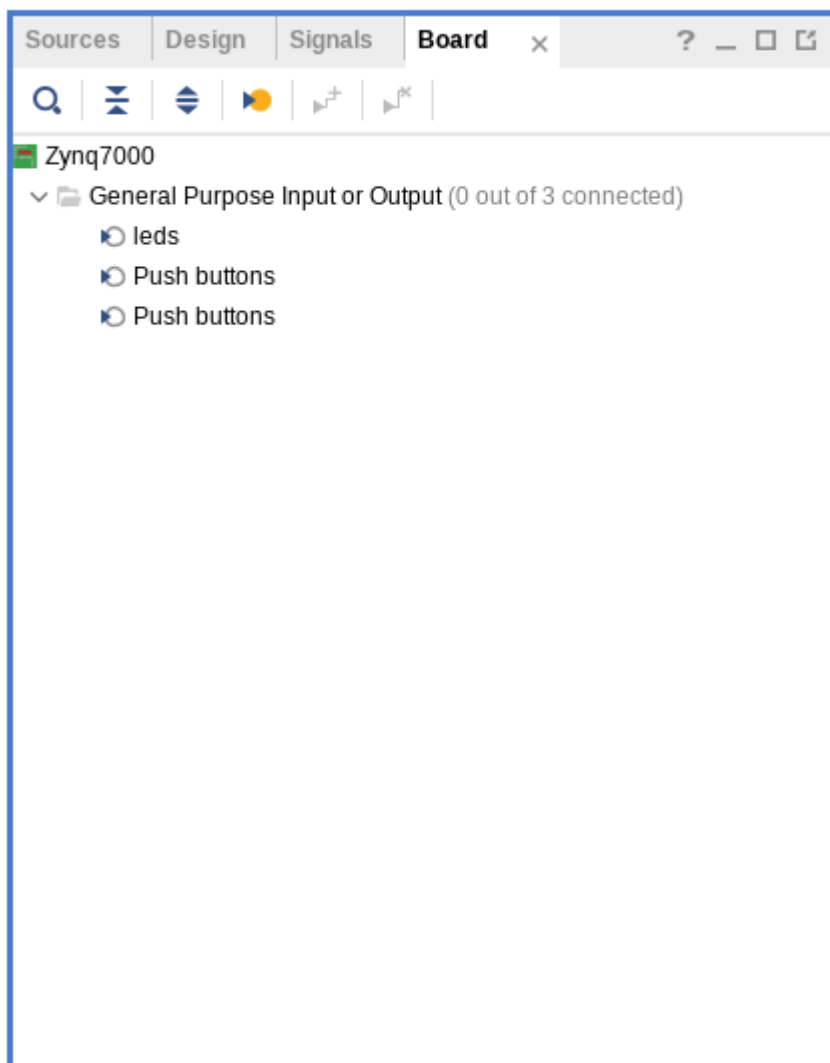 Sources Design Signals Board ?
Zynq7000
General Purpose Input or Output (0 out of 3 connected)
leds
Push buttons
Push buttons